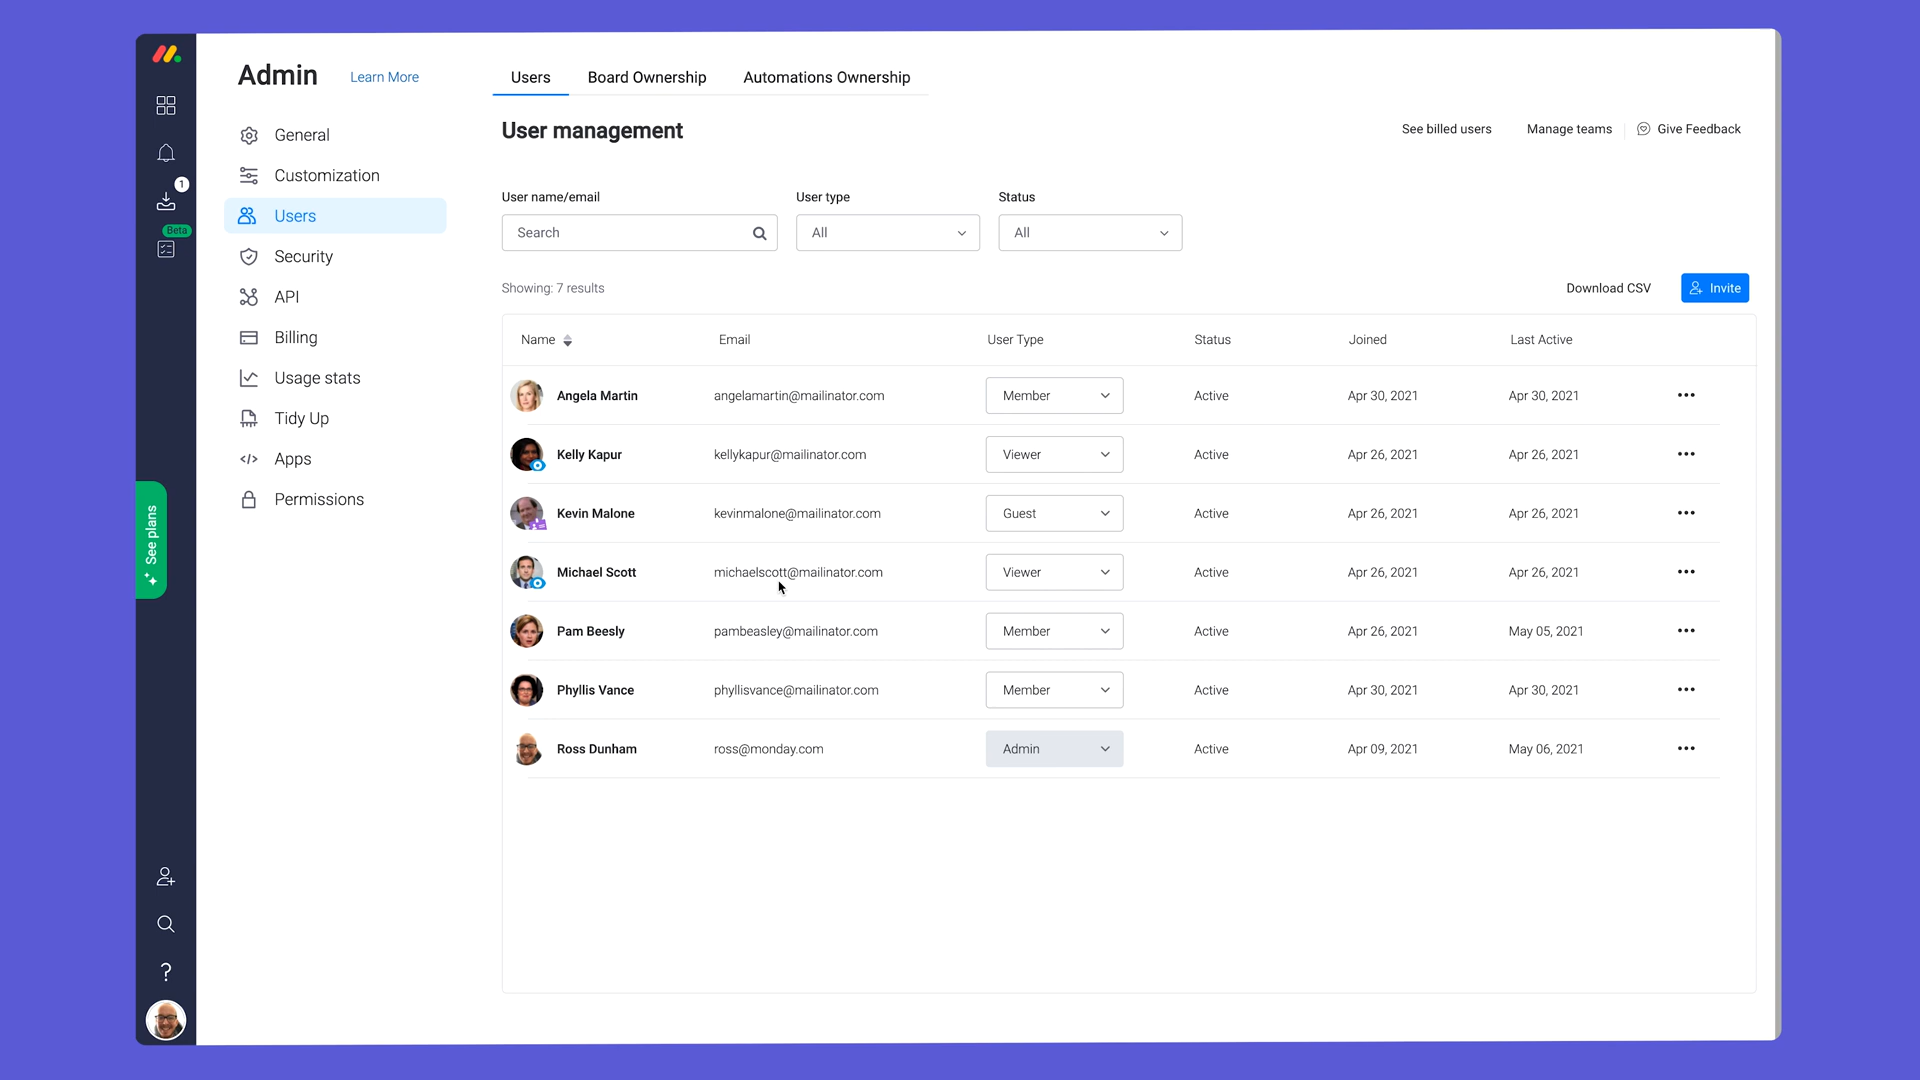 Admin
Learn More
Users
Board Ownership
Automations Ownership
General
Customization
Users
Security
API
Billing
Usage stats
Tidy Up
Apps
Permissions
1
Beta
See plans
?
User management
See billed users
Manage teams
Give Feedback
User name/email
User type
Status
Search
All
All
Showing: 7 results
Download CSV
Invite
Name Email User Type Status Joined Last Active
Angela Martin angelamartin@mailinator.com Member Active Apr 30, 2021 Apr 30, 2021
Kelly Kapur kellykapur@mailinator.com Viewer Active Apr 26, 2021 Apr 26, 2021
Kevin Malone kevinmalone@mailinator.com Guest Active Apr 26, 2021 Apr 26, 2021
Michael Scott michaelscott@mailinator.com Viewer Active Apr 26, 2021 Apr 26, 2021
Pam Beesly pambeasley@mailinator.com Member Active Apr 26, 2021 May 05, 2021
Phyllis Vance phyllisvance@mailinator.com Member Active Apr 30, 2021 Apr 30, 2021
Ross Dunham ross@monday.com Admin Active Apr 09, 2021 May 06, 2021